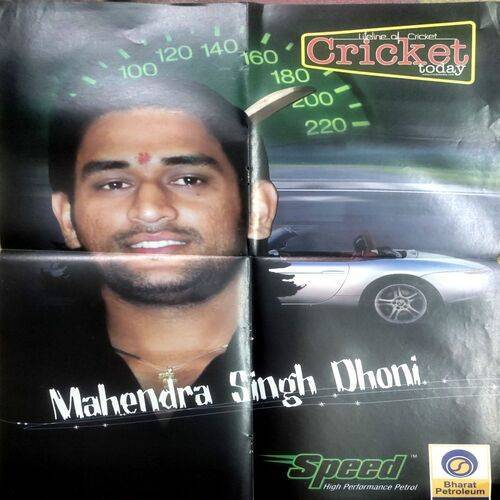 Lifeline of Cricket
Cricket
today
100 120 140 160 180 200 220
Mahendra Singh Dhoni
Speed™
High Performance Petrol
Bharat
Petroleum